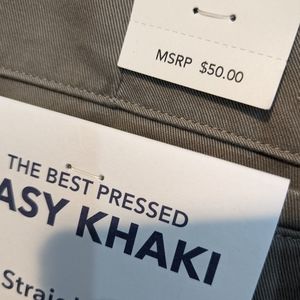 MSRP $50.00
THE BEST PRESSED
ASY KHAKI